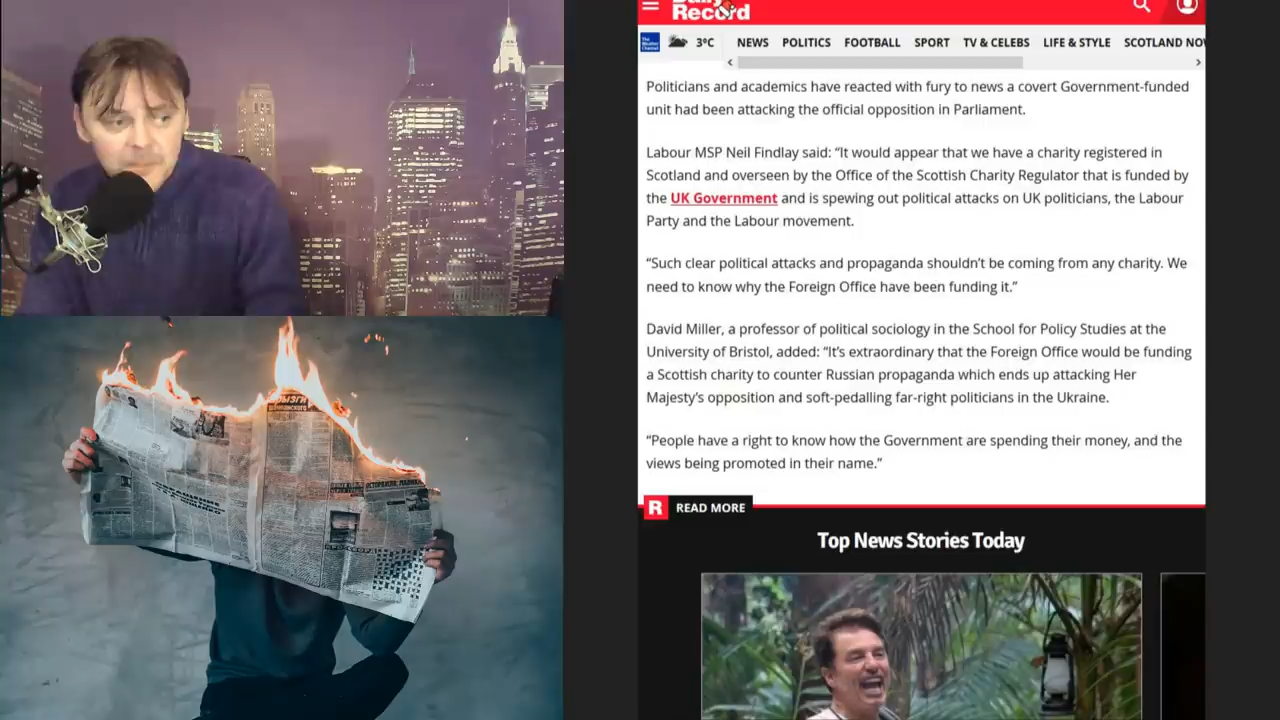 Daily
Record
The
Weather
Channel
3°C
NEWS POLITICS FOOTBALL SPORT TV & CELEBS LIFE & STYLE SCOTLAND NO
Politicians and academics have reacted with fury to news a covert Government-funded
unit had been attacking the official opposition in Parliament.
Labour MSP Neil Findlay said: “It would appear that we have a charity registered in
Scotland and overseen by the Office of the Scottish Charity Regulator that is funded by
the UK Government and is spewing out political attacks on UK politicians, the Labour
Party and the Labour movement.
“Such clear political attacks and propaganda shouldn’t be coming from any charity. We
need to know why the Foreign Office have been funding it.”
David Miller, a professor of political sociology in the School for Policy Studies at the
University of Bristol, added: “It’s extraordinary that the Foreign Office would be funding
a Scottish charity to counter Russian propaganda which ends up attacking Her
Majesty’s opposition and soft-pedalling far-right politicians in the Ukraine.
“People have a right to know how the Government are spending their money, and the
views being promoted in their name.”
R READ MORE
Top News Stories Today